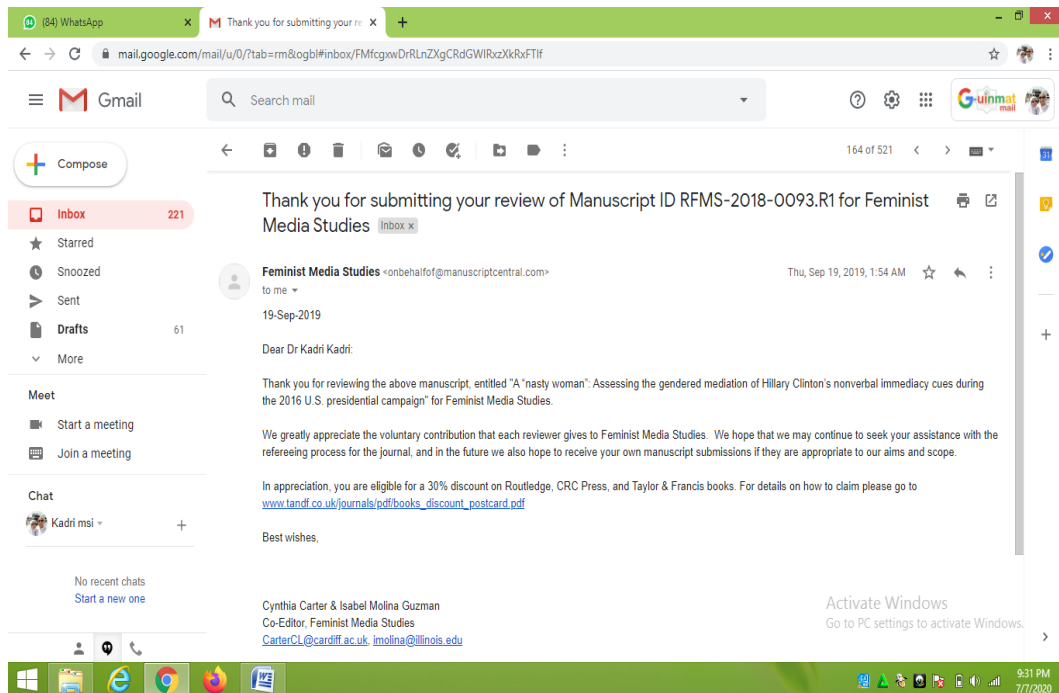 (84) WhatsApp
Thank you for submitting your re
mail.google.com/mail/u/0/?tab=rm&ogbl#inbox/FMfcgxwDrRLnZXgCRdGWlRxzXkRxFTlf
Gmail
Search mail
G-uinmat
mail
Compose
164 of 521
31
Thank you for submitting your review of Manuscript ID RFMS-2018-0093.R1 for Feminist
Media Studies Inbox x
Inbox 221
Starred
Snoozed
Sent
Drafts 61
More
Feminist Media Studies <onbehalfof@manuscriptcentral.com> Thu, Sep 19, 2019, 1:54 AM
to me
19-Sep-2019
Dear Dr Kadri Kadri:
Thank you for reviewing the above manuscript, entitled "A "nasty woman": Assessing the gendered mediation of Hillary Clinton's nonverbal immediacy cues during
the 2016 U.S. presidential campaign" for Feminist Media Studies.
We greatly appreciate the voluntary contribution that each reviewer gives to Feminist Media Studies. We hope that we may continue to seek your assistance with the
refereeing process for the journal, and in the future we also hope to receive your own manuscript submissions if they are appropriate to our aims and scope.
In appreciation, you are eligible for a 30% discount on Routledge, CRC Press, and Taylor & Francis books. For details on how to claim please go to
www.tandf.co.uk/journals/pdf/books_discount_postcard.pdf
Best wishes,
Cynthia Carter & Isabel Molina Guzman
Co-Editor, Feminist Media Studies
CarterCL@cardiff.ac.uk, imolina@illinois.edu
Meet
Start a meeting
Join a meeting
Chat
Kadri msi
No recent chats
Start a new one
Activate Windows
Go to PC settings to activate Windows.
9:31 PM
7/7/2020